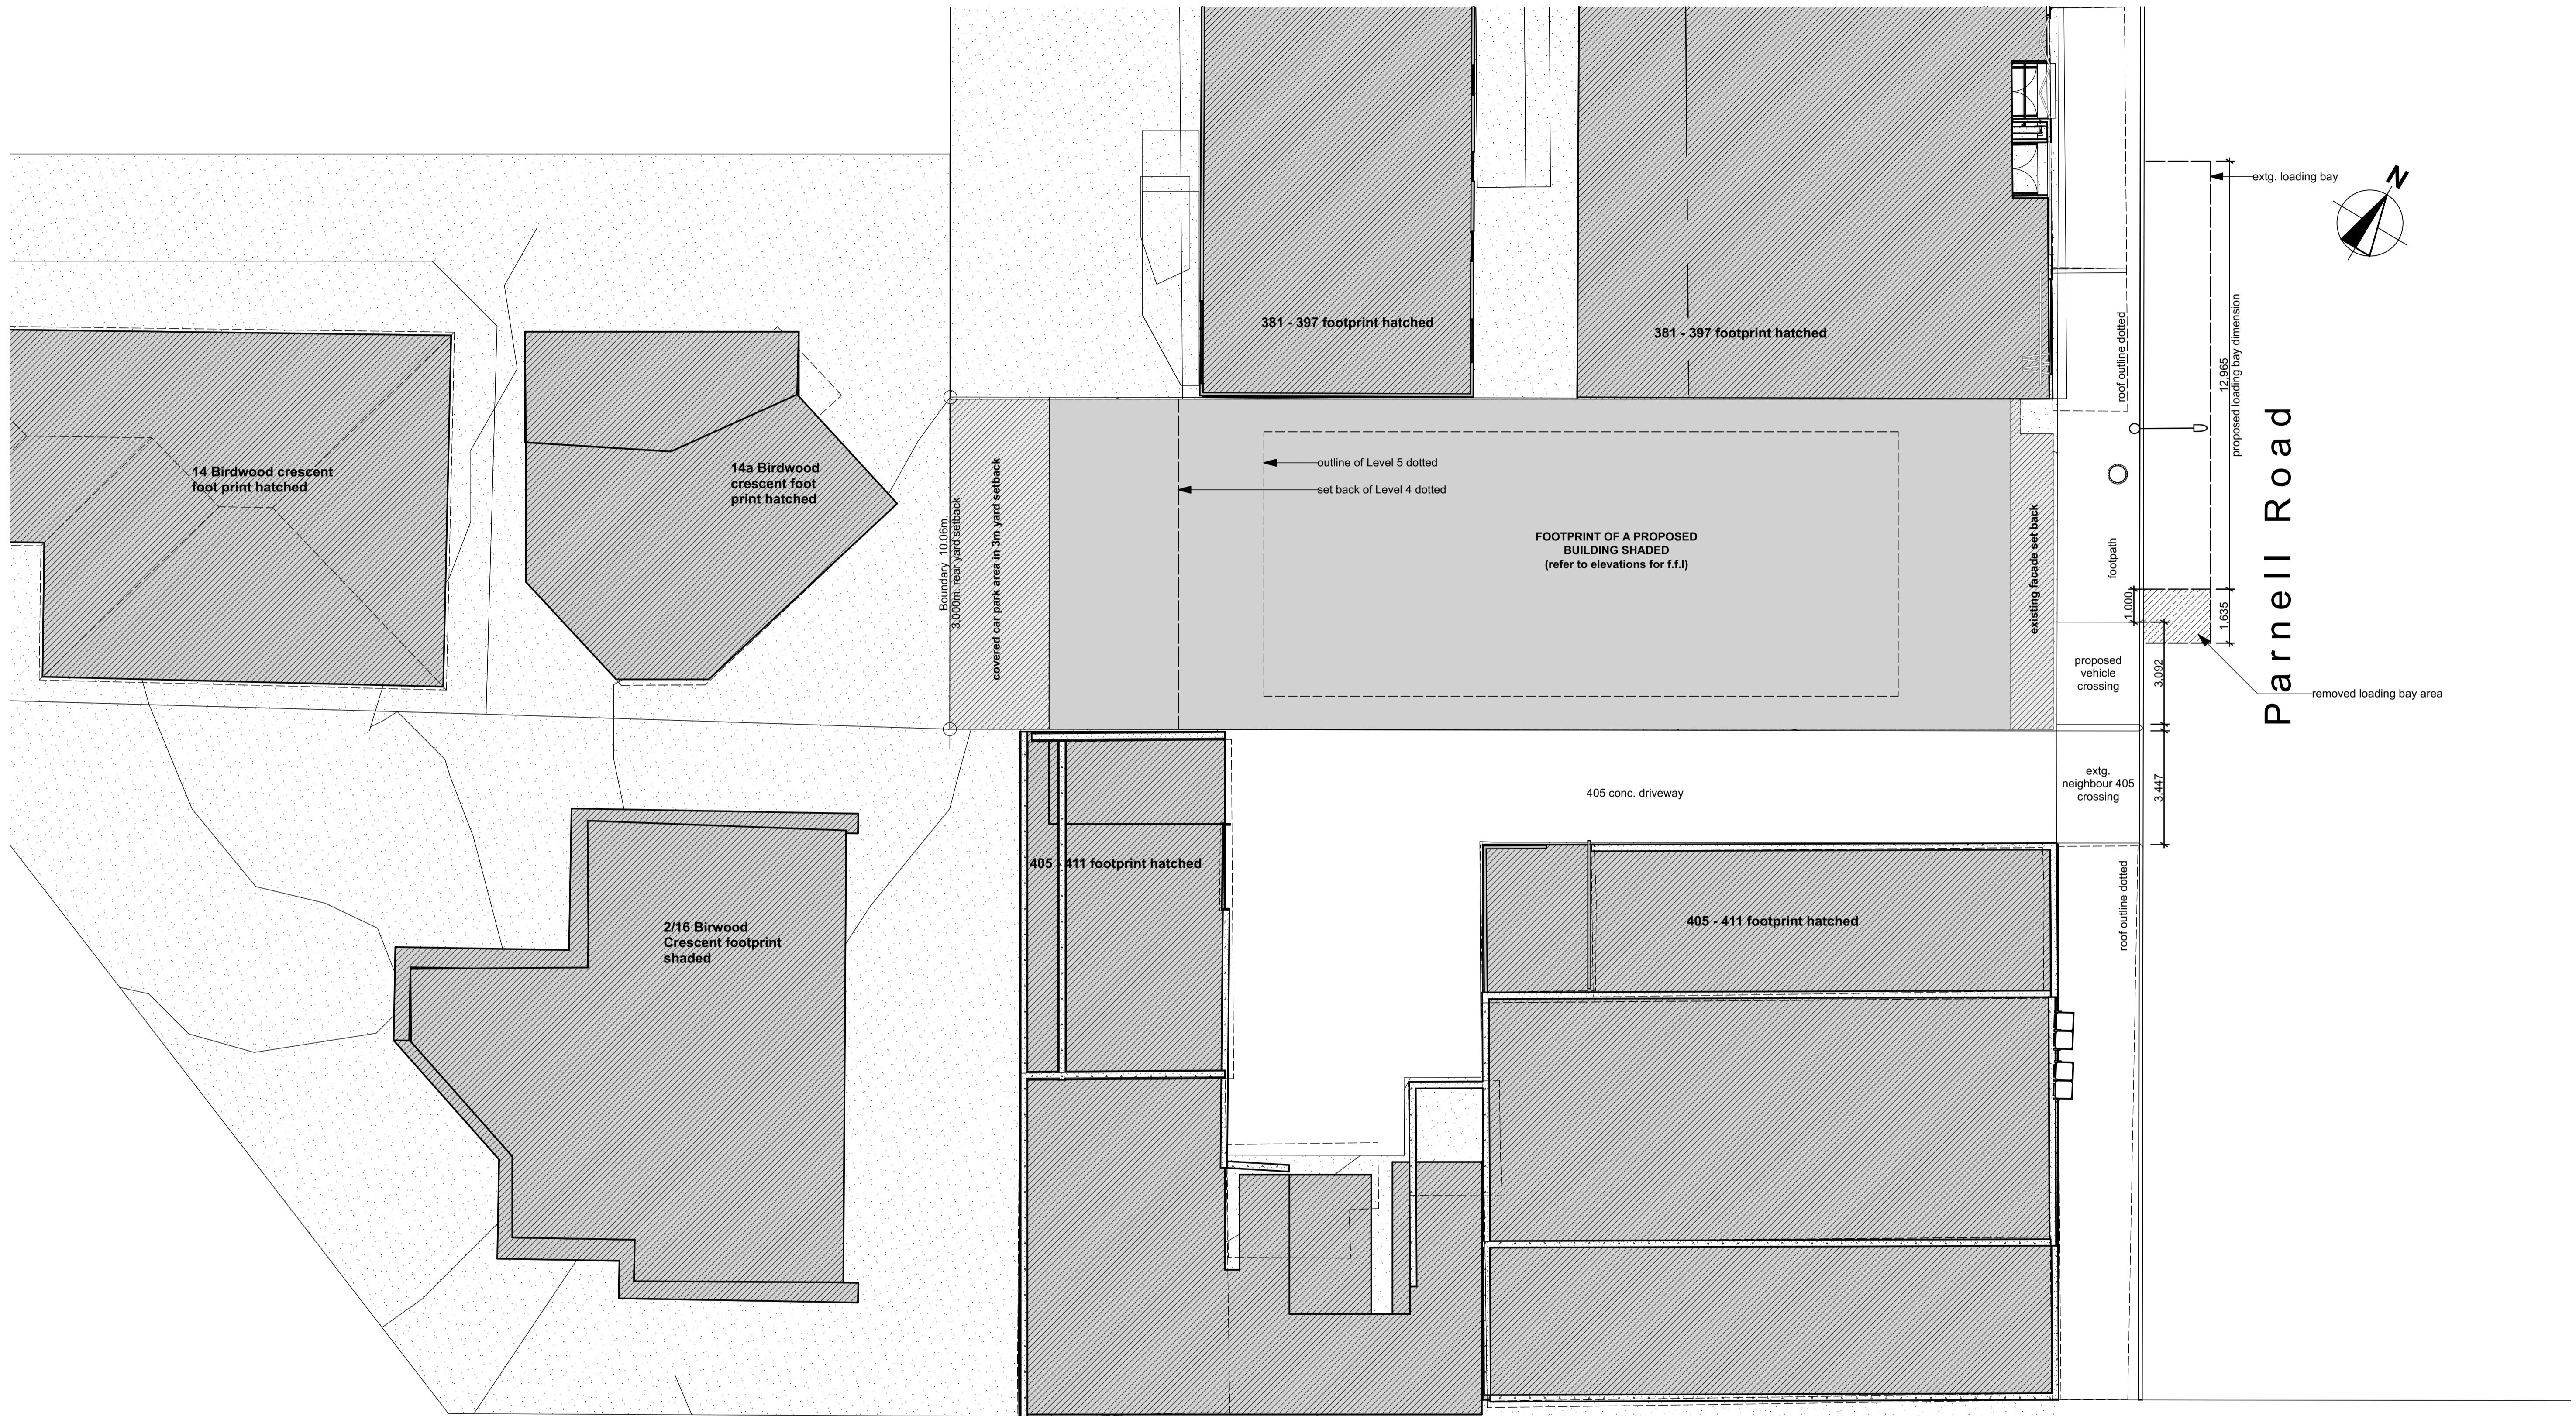 N
extg. loading bay
12,965
proposed loading bay dimension
roof outline dotted
381 - 397 footprint hatched
381 - 397 footprint hatched
14 Birdwood crescent
foot print hatched
14a Birdwood
crescent foot
print hatched
Boundary 10.06m.
3,000m. rear yard setback
covered car park area in 3m yard setback
outline of Level 5 dotted
set back of Level 4 dotted
FOOTPRINT OF A PROPOSED
BUILDING SHADED
(refer to elevations for f.f.l)
existing facade set back
footpath
1,000
1,635
Parnell Road
proposed
vehicle
crossing
3,092
removed loading bay area
extg.
neighbour 405
crossing
3,447
405 conc. driveway
405 - 411 footprint hatched
405 - 411 footprint hatched
roof outline dotted
2/16 Birwood
Crescent footprint
shaded